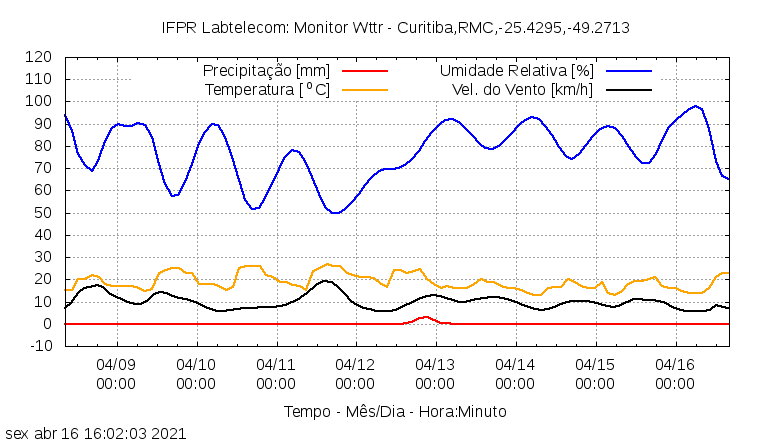 IFPR Labtelecom: Monitor Wttr - Curitiba,RMC,-25.4295,-49.2713
Precipitação [mm]
Umidade Relativa [%]
Temperatura [⁰C]
Vel. do Vento [km/h]
120
110
100
90
80
70
60
50
40
30
20
10
0
-10
04/09 04/10 04/11 04/12 04/13 04/14 04/15 04/16
00:00 00:00 00:00 00:00 00:00 00:00 00:00 00:00
Tempo - Mês/Dia - Hora:Minuto
sex abr 16 16:02:03 2021